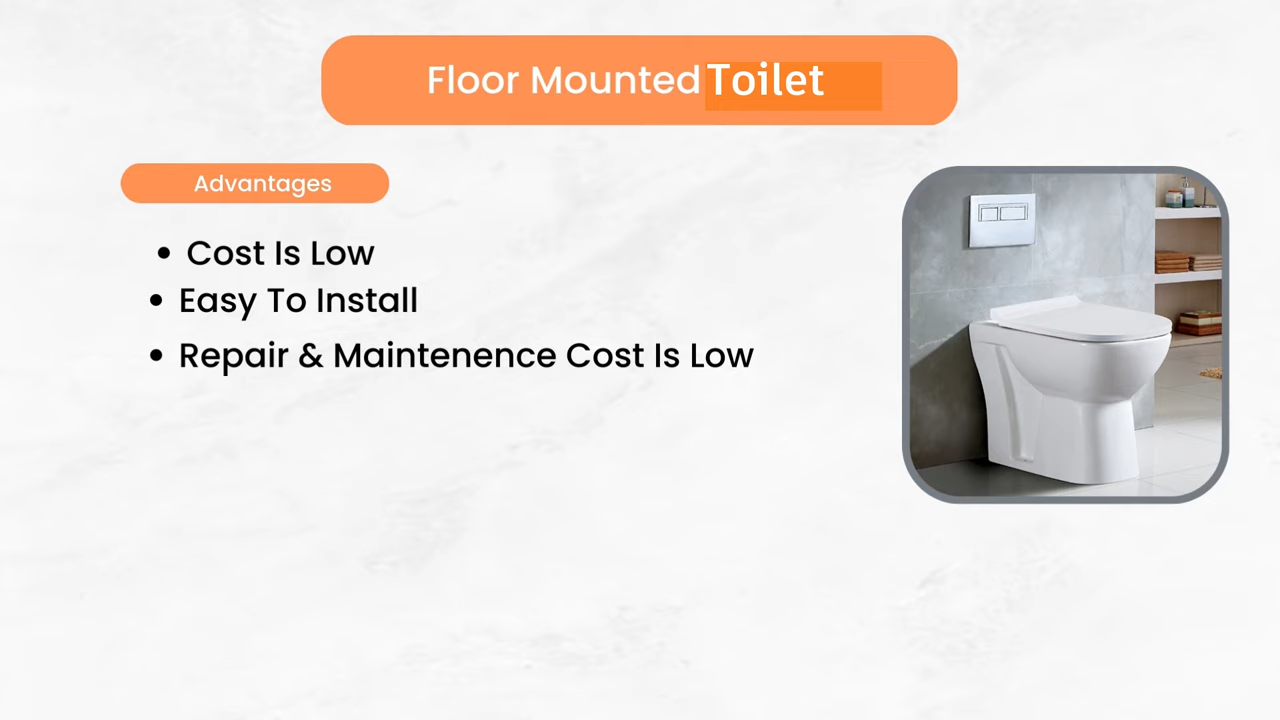 Floor Mounted Toilet
Advantages
• Cost Is Low
• Easy To Install
• Repair & Maintenence Cost Is Low